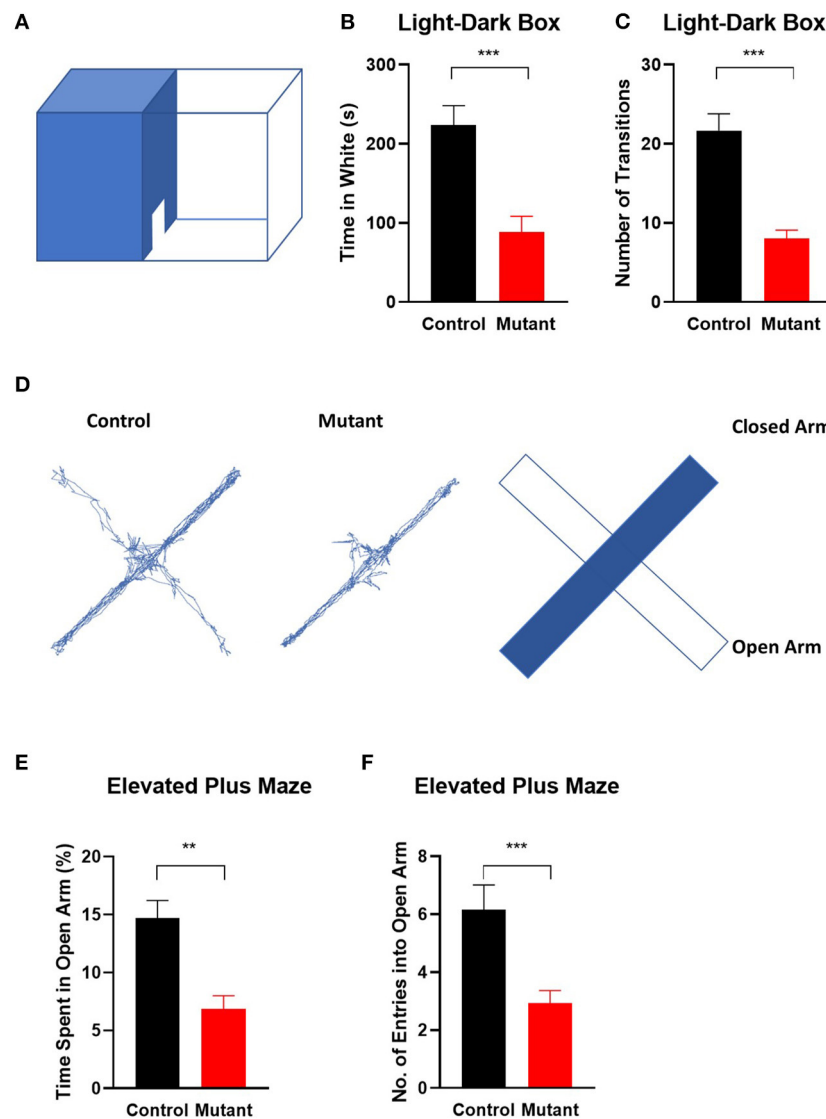 A
B
Light-Dark Box
***
Time in White (s)
300
200
100
0
Control Mutant
C
Light-Dark Box
***
Number of Transitions
30
20
10
0
Control Mutant
D
Control
Mutant
Closed Arm
Open Arm
E
Elevated Plus Maze
**
Time Spent in Open Arm (%)
20
15
10
5
0
Control Mutant
F
Elevated Plus Maze
***
No. of Entries into Open Arm
8
6
4
2
0
Control Mutant